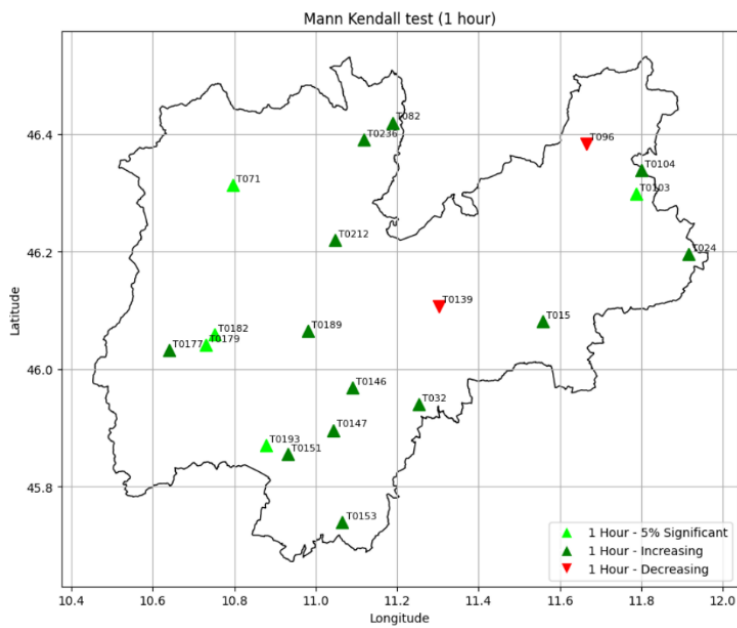 Mann Kendall test (1 hour)
46.4
46.2
46.0
45.8
Latitude
T082
T0236
T096
T0104
T071
T0103
T0212
T024
T0139
T015
T0182
T0179
T0177
T0189
T0146
T032
T0147
T0193
T0151
T0153
1 Hour - 5% Significant
1 Hour - Increasing
1 Hour - Decreasing
10.4 10.6 10.8 11.0 11.2 11.4 11.6 11.8 12.0
Longitude